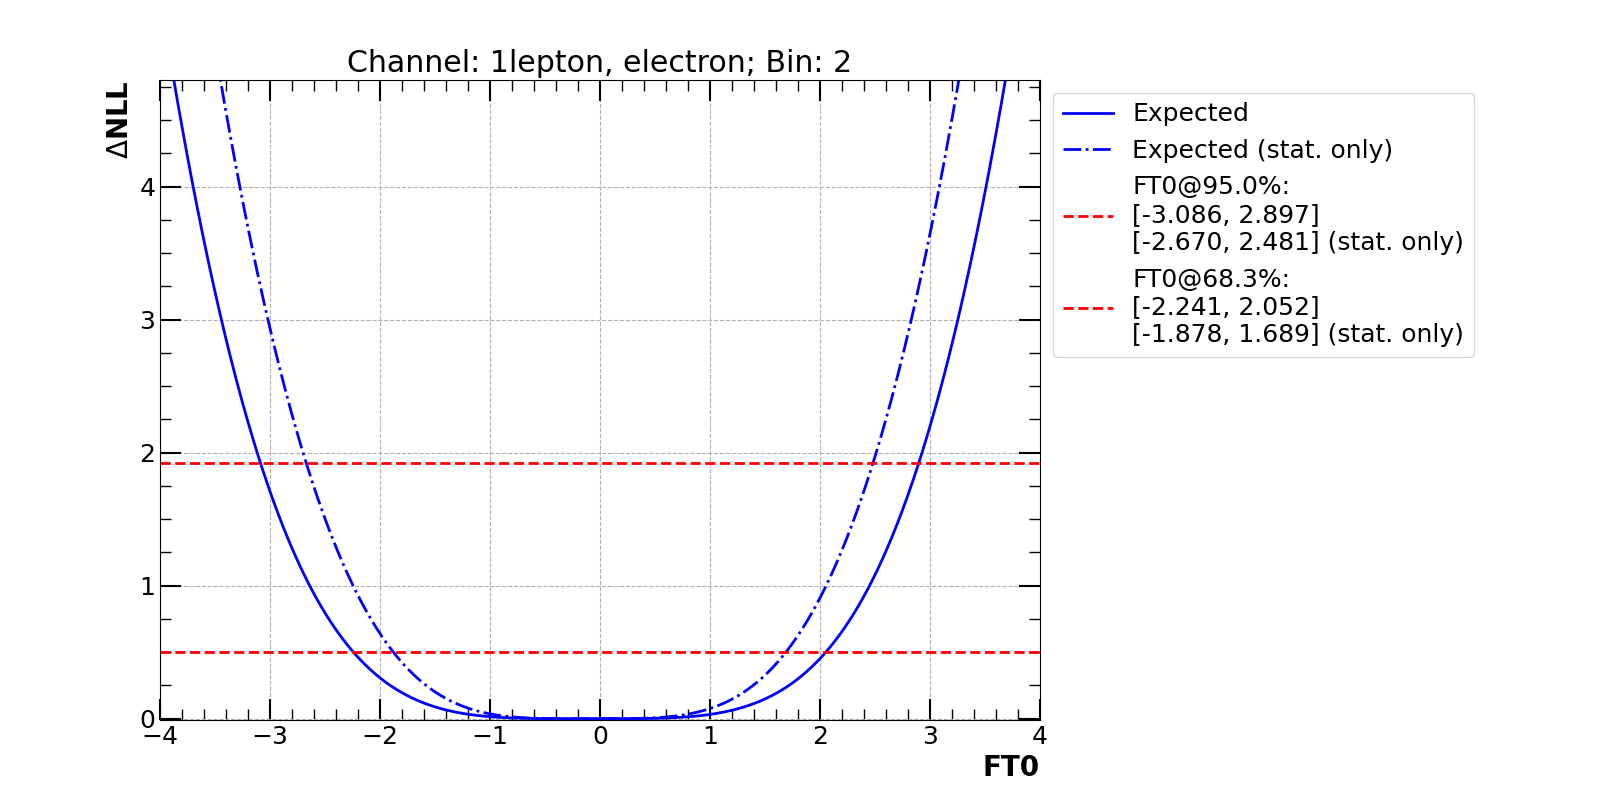 Channel: 1lepton, electron; Bin: 2
ΔNLL
4
3
2
1
0
−4 −3 −2 −1 0 1 2 3 4
FT0
Expected
Expected (stat. only)
FT0@95.0%:
[-3.086, 2.897]
[-2.670, 2.481] (stat. only)
FT0@68.3%:
[-2.241, 2.052]
[-1.878, 1.689] (stat. only)